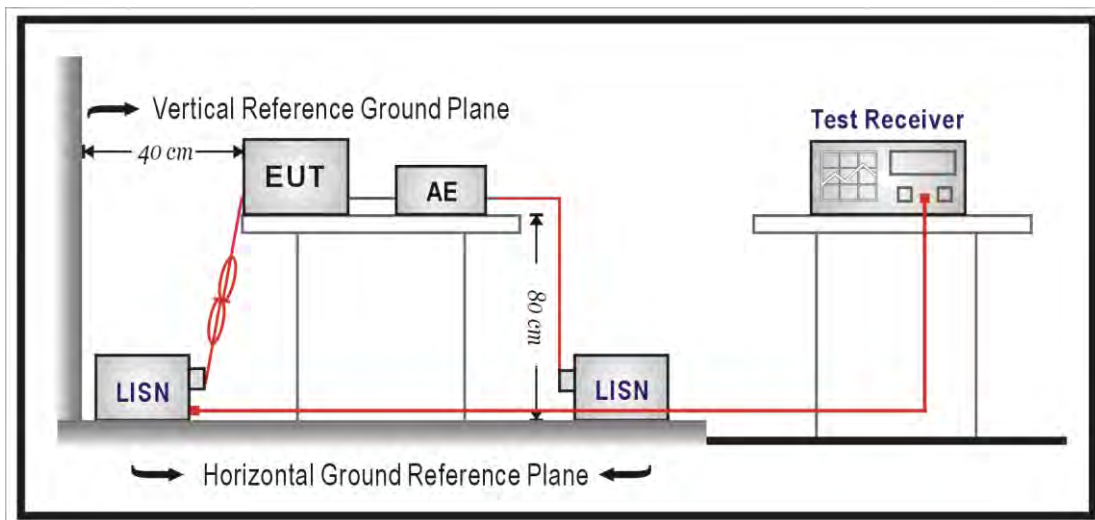 Vertical Reference Ground Plane
Test Receiver
40 cm
EUT
AE
80 cm
LISN
LISN
Horizontal Ground Reference Plane